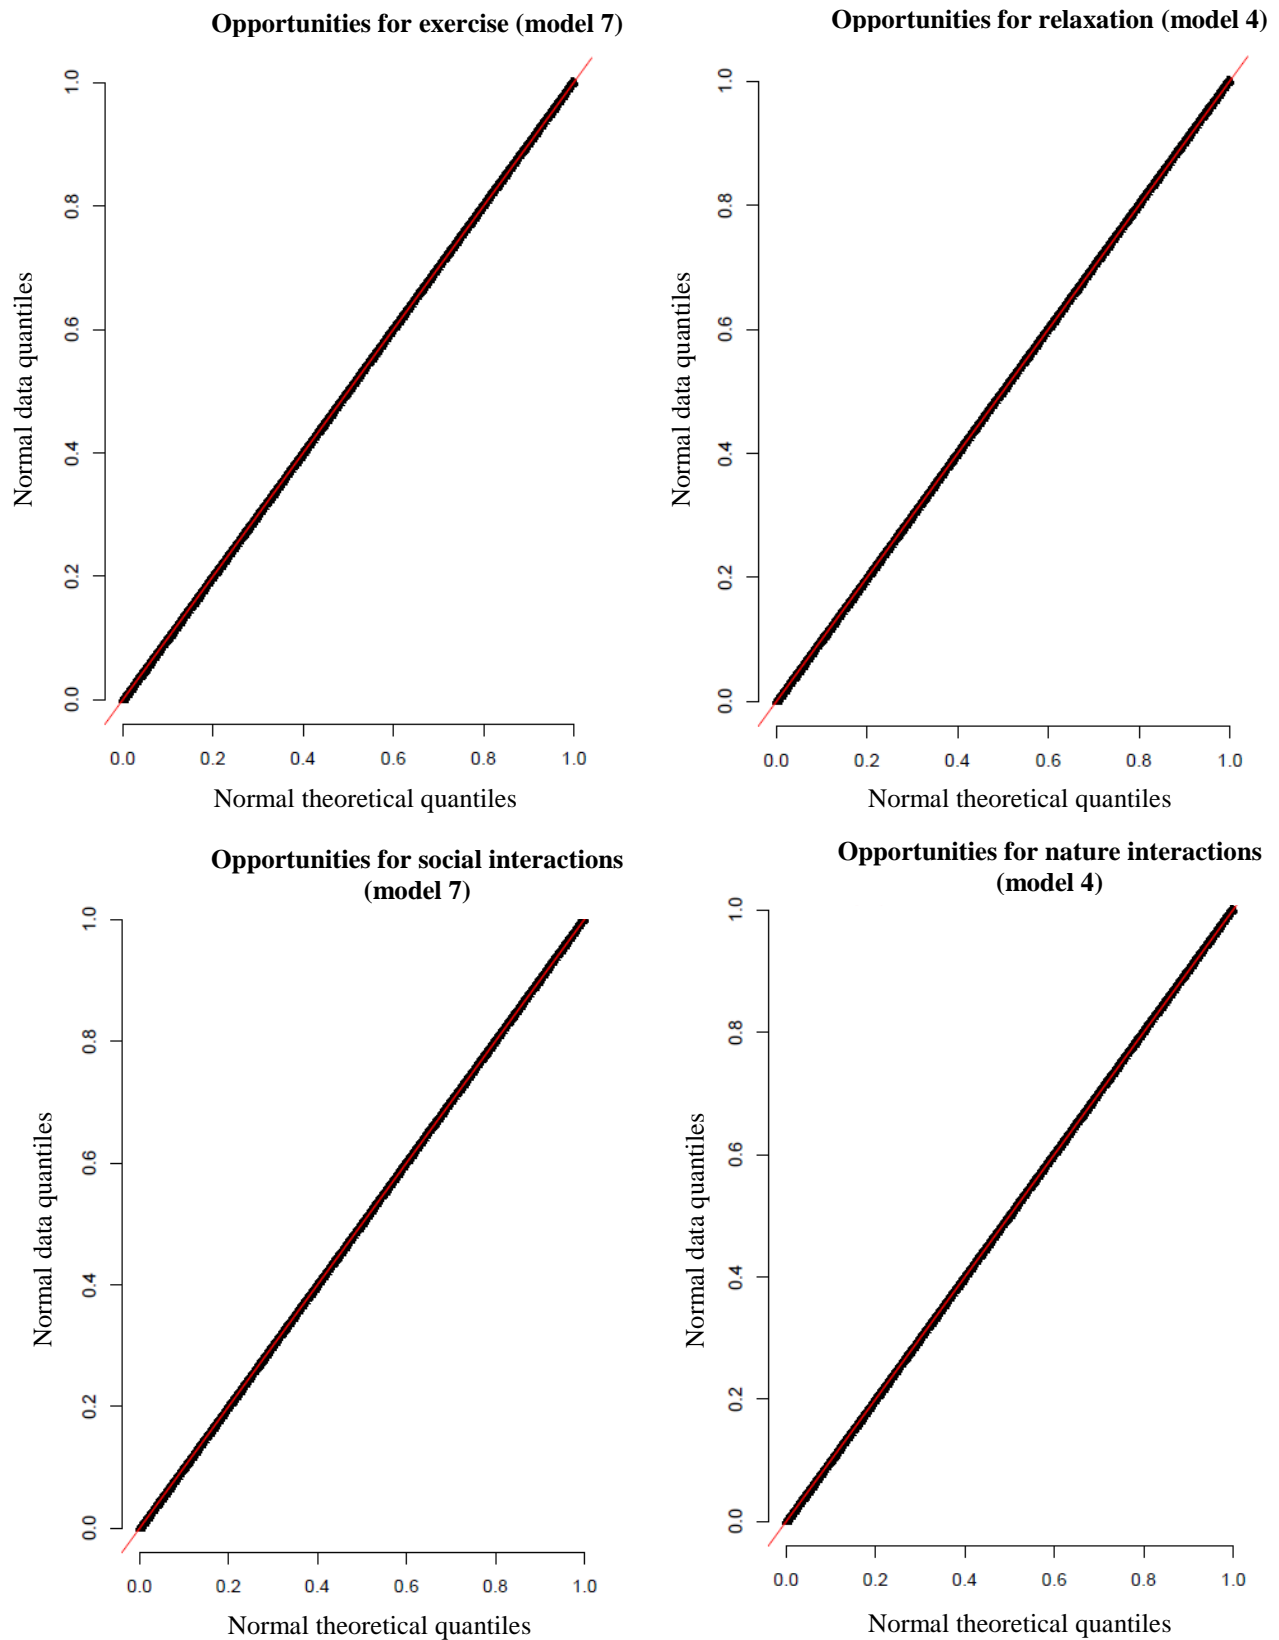 Opportunities for exercise (model 7)
1.0
0.8
0.6
0.4
0.2
0.0
Normal data quantiles
0.0 0.2 0.4 0.6 0.8 1.0
Normal theoretical quantiles
Opportunities for relaxation (model 4)
1.0
0.8
0.6
0.4
0.2
0.0
Normal data quantiles
0.0 0.2 0.4 0.6 0.8 1.0
Normal theoretical quantiles
Opportunities for social interactions
(model 7)
1.0
0.8
0.6
0.4
0.2
0.0
Normal data quantiles
0.0 0.2 0.4 0.6 0.8 1.0
Normal theoretical quantiles
Opportunities for nature interactions
(model 4)
1.0
0.8
0.6
0.4
0.2
0.0
Normal data quantiles
0.0 0.2 0.4 0.6 0.8 1.0
Normal theoretical quantiles